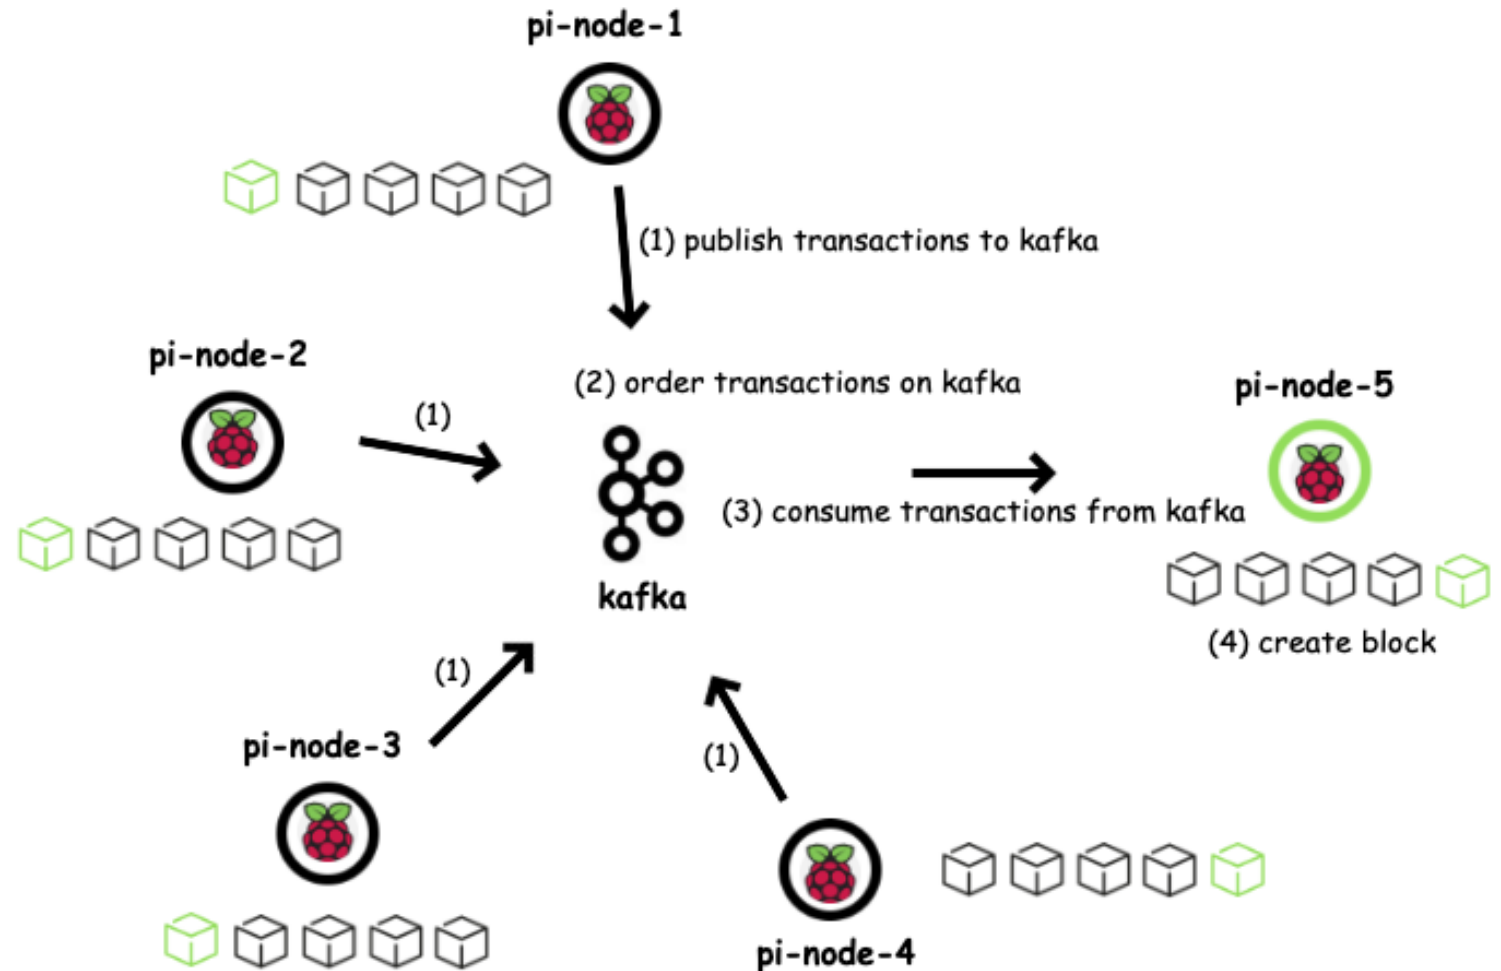 pi-node-1
(1) publish transactions to kafka
pi-node-2
(1)
(2) order transactions on kafka
pi-node-5
(3) consume transactions from kafka
kafka
(4) create block
(1)
pi-node-3
(1)
pi-node-4